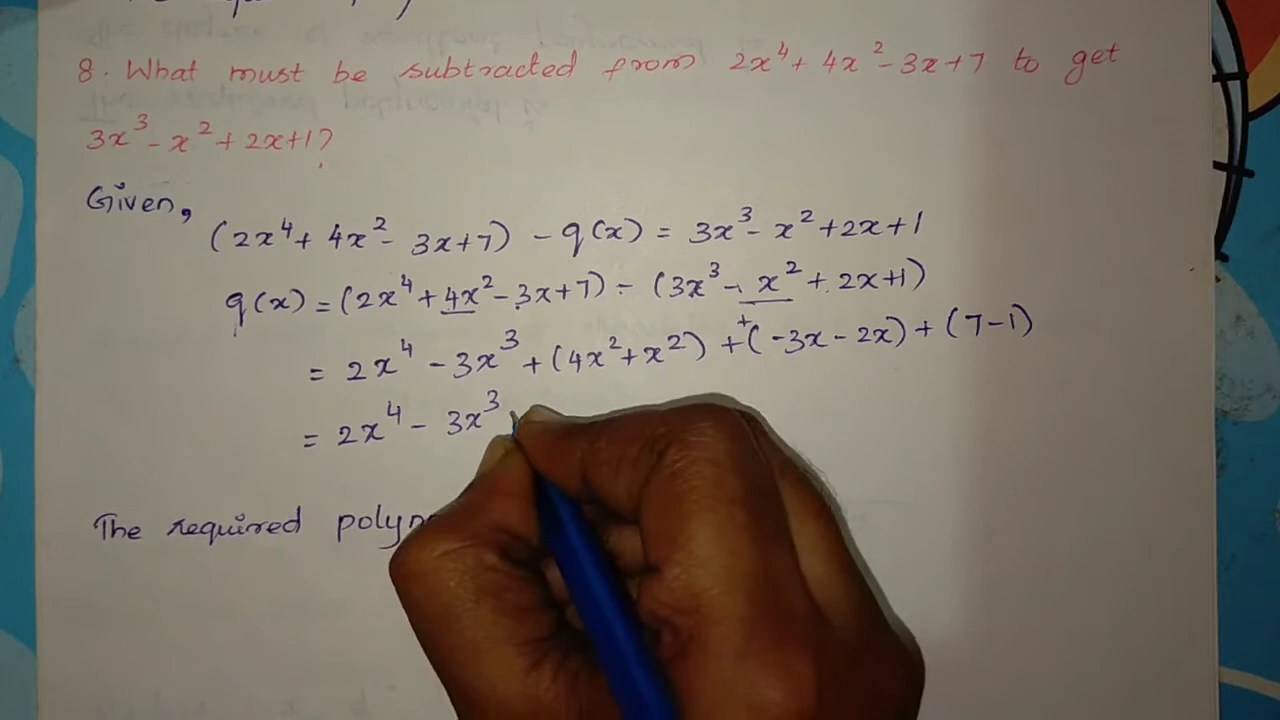 8. What must be subtracted from 2x⁴ + 4x² - 3x + 7 to get
3x³ - x² + 2x + 1?
Given,
(2x⁴ + 4x² - 3x + 7) - q(x) = 3x³ - x² + 2x + 1
q(x) = (2x⁴ + 4x² - 3x + 7) - (3x³ - x² + 2x + 1)
= 2x⁴ - 3x³ + (4x² + x²) + (-3x - 2x) + (7 - 1)
= 2x⁴ - 3x³
The required